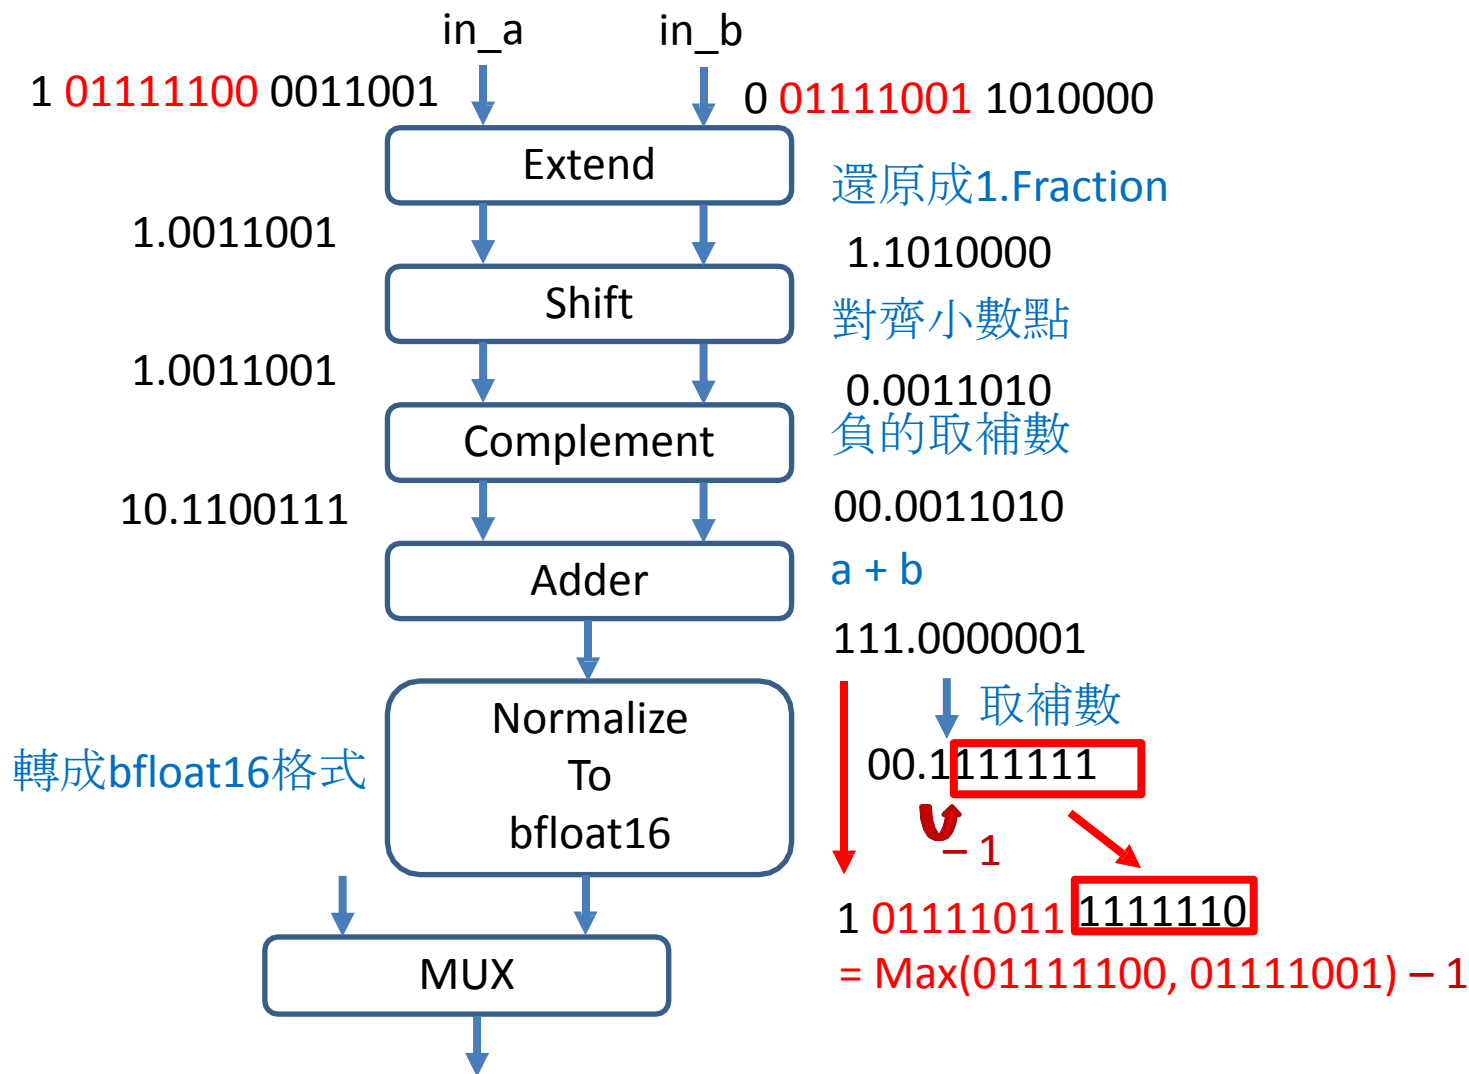 in_a in_b
1 01111100 0011001
0 01111001 1010000
Extend
還原成1.Fraction
1.0011001
1.1010000
Shift
對齊小數點
1.0011001
0.0011010
Complement
負的取補數
10.1100111
00.0011010
Adder
a + b
111.0000001
取補數
Normalize
To
bfloat16
轉成bfloat16格式
00.11111111
– 1
1 01111011 1111110
= Max(01111100, 01111001) – 1
MUX